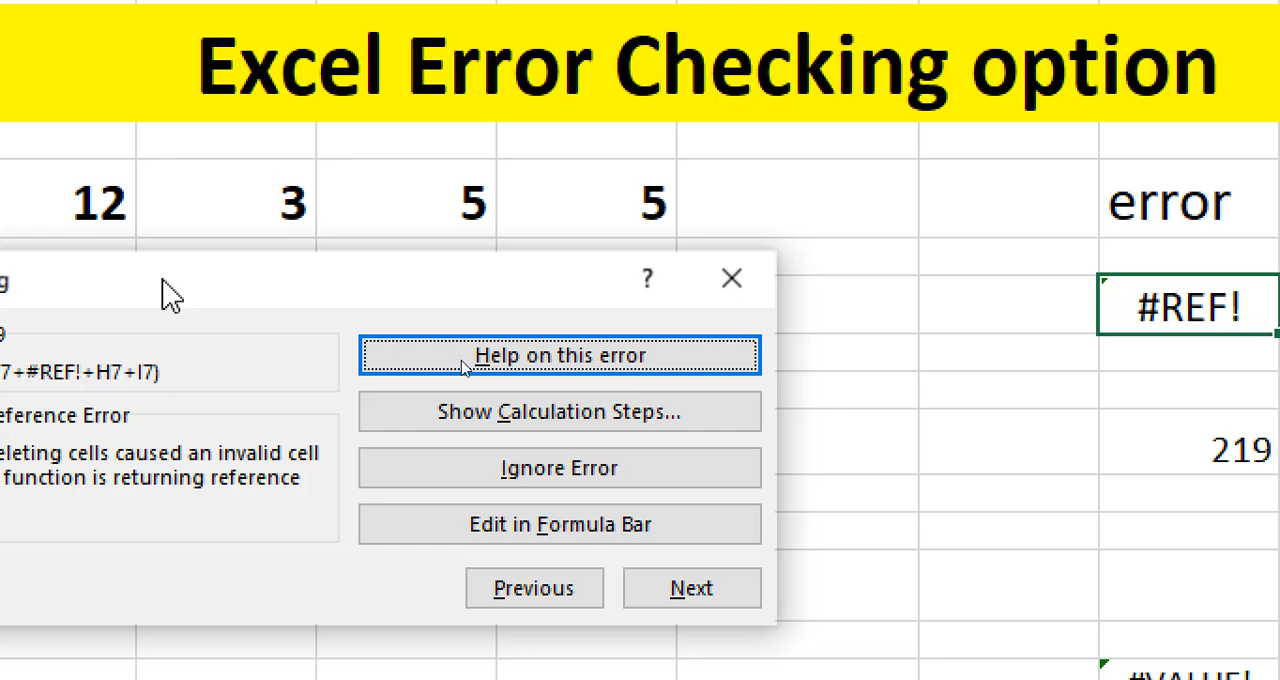 Excel Error Checking option
12 3 5 5 error
g ?
#REF!
9
7+#REF!+H7+I7)
Help on this error
eference Error
Show Calculation Steps...
219
eleting cells caused an invalid cell
function is returning reference
Ignore Error
Edit in Formula Bar
Previous Next
#VALUE!